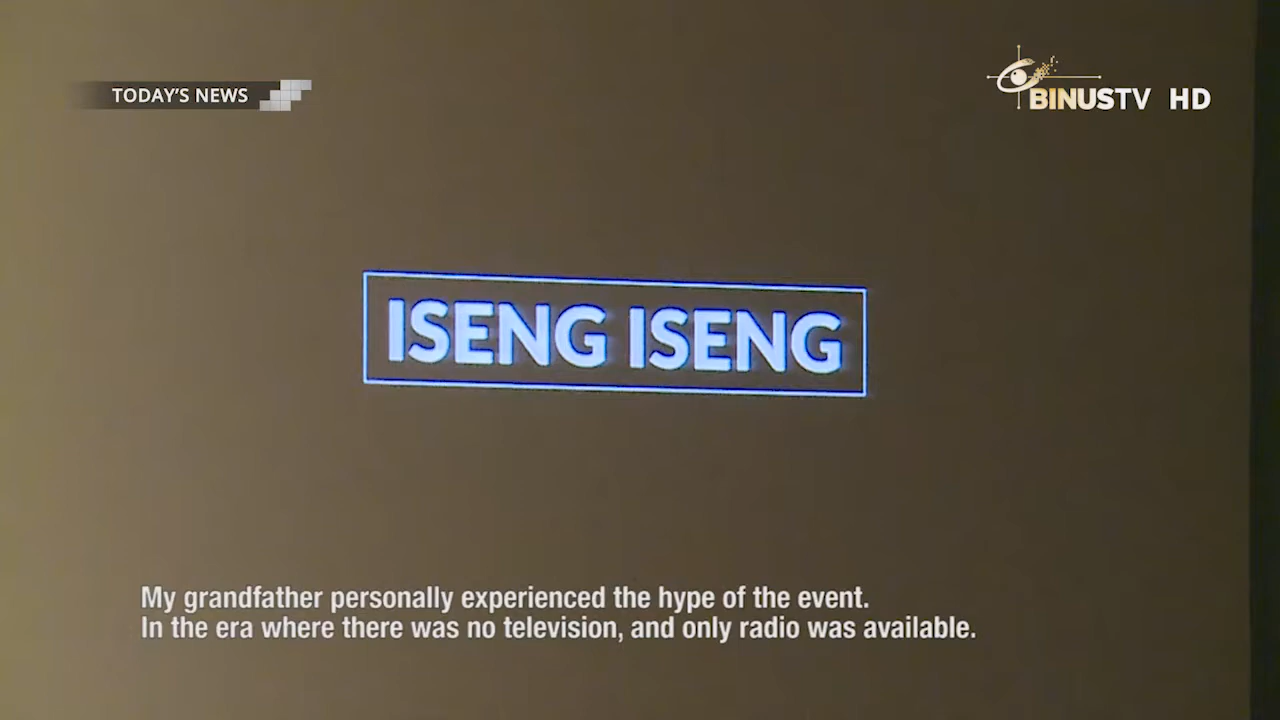 TODAY'S NEWS
BINUSTV HD
ISENG ISENG
My grandfather personally experienced the hype of the event.
In the era where there was no television, and only radio was available.